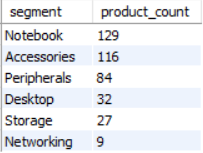 segment product_count
Notebook 129
Accessories 116
Peripherals 84
Desktop 32
Storage 27
Networking 9